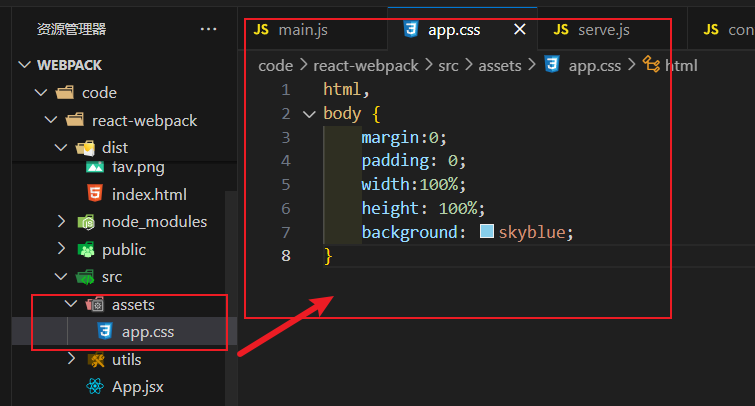 资源管理器 ···
WEBPACK
code
react-webpack
dist
fav.png
index.html
node_modules
public
src
assets
app.css
utils
App.jsx
JS main.js app.css × JS serve.js JS con
code > react-webpack > src > assets > app.css > html
1 html,
2 body {
3 margin:0;
4 padding: 0;
5 width:100%;
6 height: 100%;
7 background: skyblue;
8 }